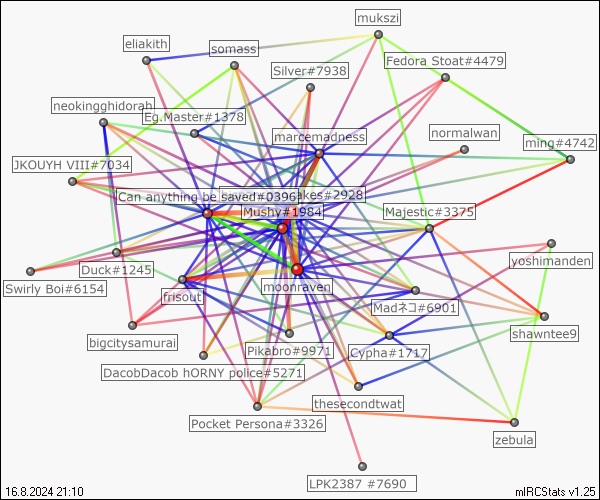 mukszi
eliakith
somass
Fedora Stoat#4479
Silver#7938
neokingghidorah
Eg.Master#1378
marcemadness
normalwan
ming#4742
JKOUYH VIII#7034
Can anything be saved#0396
akes#2928
Mushy#1984
Majestic#3375
yoshimanden
Duck#1245
Swirly Boi#6154
frisout
moonraven
Madネコ#6901
shawntee9
bigcitysamurai
Pikabro#9971
Cypha#1717
DacobDacob hORNY police#5271
thesecondtwat
Pocket Persona#3326
zebula
LPK2387 #7690
16.8.2024 21:10
mIRCStats v1.25